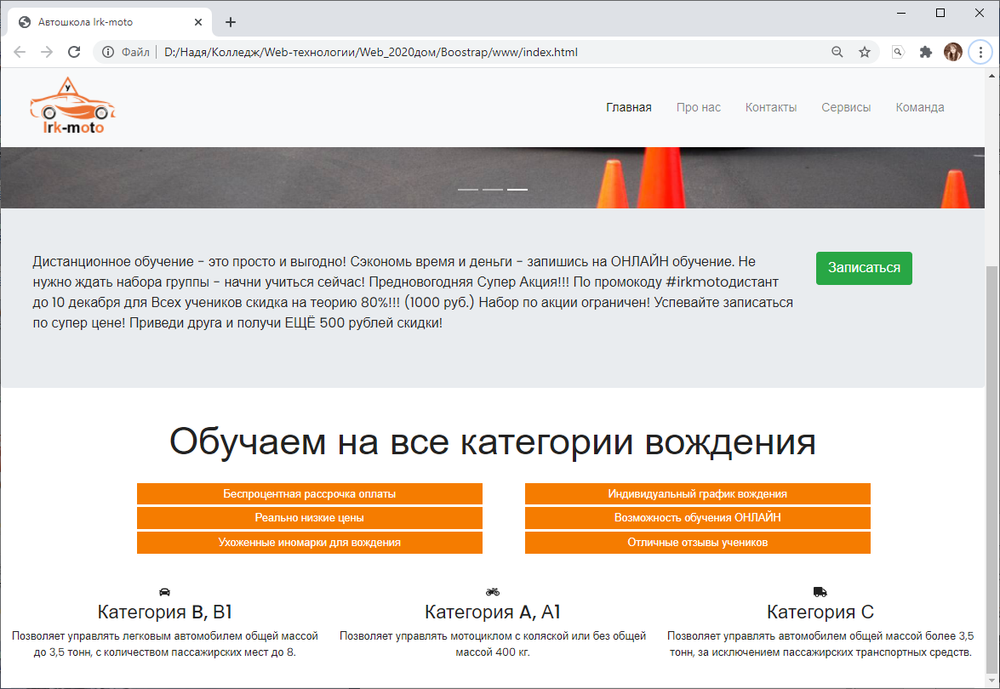 Автошкола Irk-moto
Файл
D:/Надя/Колледж/Web-технологии/Web_2020дом/Boostrap/www/index.html
У
Irk-moto
Главная Про нас Контакты Сервисы Команда
Дистанционное обучение - это просто и выгодно! Сэкономь время и деньги - запишись на ОНЛАЙН обучение. Не
нужно ждать набора группы - начни учиться сейчас! Предновогодняя Супер Акция!!! По промокоду #irkmotoдистант
до 10 декабря для Всех учеников скидка на теорию 80%!!! (1000 руб.) Набор по акции ограничен! Успевайте записаться
по супер цене! Приведи друга и получи ЕЩЁ 500 рублей скидки!
Записаться
Обучаем на все категории вождения
Беспроцентная рассрочка оплаты
Реально низкие цены
Ухоженные иномарки для вождения
Индивидуальный график вождения
Возможность обучения ОНЛАЙН
Отличные отзывы учеников
Категория B, B1
Позволяет управлять легковым автомобилем общей массой
до 3,5 тонн, с количеством пассажирских мест до 8.
Категория A, A1
Позволяет управлять мотоциклом с коляской или без общей
массой 400 кг.
Категория C
Позволяет управлять автомобилем общей массой более 3,5
тонн, за исключением пассажирских транспортных средств.